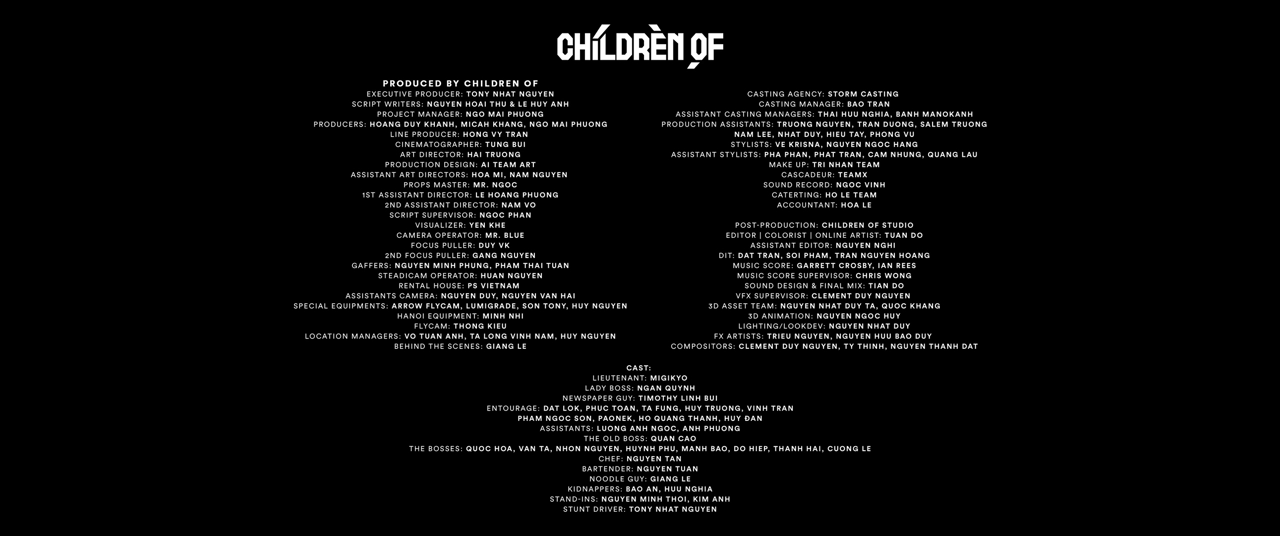 CHÍLDRÈN ỌF
PRODUCED BY CHILDREN OF
EXECUTIVE PRODUCER: TONY NHAT NGUYEN
SCRIPT WRITERS: NGUYEN HOAI THU & LE HUY ANH
PROJECT MANAGER: NGO MAI PHUONG
PRODUCERS: HOANG DUY KHANH, MICAH KHANG, NGO MAI PHUONG
LINE PRODUCER: HONG VY TRAN
CINEMATOGRAPHER: TUNG BUI
ART DIRECTOR: HAI TRUONG
PRODUCTION DESIGN: AI TEAM ART
ASSISTANT ART DIRECTORS: HOA MI, NAM NGUYEN
PROPS MASTER: MR. NGOC
1ST ASSISTANT DIRECTOR: LE HOANG PHUONG
2ND ASSISTANT DIRECTOR: NAM VO
SCRIPT SUPERVISOR: NGOC PHAN
VISUALIZER: YEN KHE
CAMERA OPERATOR: MR. BLUE
FOCUS PULLER: DUY VK
2ND FOCUS PULLER: GANG NGUYEN
GAFFERS: NGUYEN MINH PHUNG, PHAM THAI TUAN
STEADICAM OPERATOR: HUAN NGUYEN
RENTAL HOUSE: PS VIETNAM
ASSISTANTS CAMERA: NGUYEN DUY, NGUYEN VAN HAI
SPECIAL EQUIPMENTS: ARROW FLYCAM, LUMIGRADE, SON TONY, HUY NGUYEN
HANOI EQUIPMENT: MINH NHI
FLYCAM: THONG KIEU
LOCATION MANAGERS: VO TUAN ANH, TA LONG VINH NAM, HUY NGUYEN
BEHIND THE SCENES: GIANG LE
CASTING AGENCY: STORM CASTING
CASTING MANAGER: BAO TRAN
ASSISTANT CASTING MANAGERS: THAI HUU NGHIA, BANH MANOKANH
PRODUCTION ASSISTANTS: TRUONG NGUYEN, TRAN DUONG, SALEM TRUONG
NAM LEE, NHAT DUY, HIEU TAY, PHONG VU
STYLISTS: VE KRISNA, NGUYEN NGOC HANG
ASSISTANT STYLISTS: PHA PHAN, PHAT TRAN, CAM NHUNG, QUANG LAU
MAKE UP: TRI NHAN TEAM
CASCADEUR: TEAMX
SOUND RECORD: NGOC VINH
CATERTING: HO LE TEAM
ACCOUNTANT: HOA LE
POST-PRODUCTION: CHILDREN OF STUDIO
EDITOR | COLORIST | ONLINE ARTIST: TUAN DO
ASSISTANT EDITOR: NGUYEN NGHI
DIT: DAT TRAN, SOI PHAM, TRAN NGUYEN HOANG
MUSIC SCORE: GARRETT CROSBY, IAN REES
MUSIC SCORE SUPERVISOR: CHRIS WONG
SOUND DESIGN & FINAL MIX: TIAN DO
VFX SUPERVISOR: CLEMENT DUY NGUYEN
3D ASSET TEAM: NGUYEN NHAT DUY TA, QUOC KHANG
3D ANIMATION: NGUYEN NGOC HUY
LIGHTING/LOOKDEV: NGUYEN NHAT DUY
FX ARTISTS: TRIEU NGUYEN, NGUYEN HUU BAO DUY
COMPOSITORS: CLEMENT DUY NGUYEN, TY THINH, NGUYEN THANH DAT
CAST:
LIEUTENANT: MIGIKYO
LADY BOSS: NGAN QUYNH
NEWSPAPER GUY: TIMOTHY LINH BUI
ENTOURAGE: DAT LOK, PHUC TOAN, TA FUNG, HUY TRUONG, VINH TRAN
PHAM NGOC SON, PAONEK, HO QUANG THANH, HUY ĐAN
ASSISTANTS: LUONG ANH NGOC, ANH PHUONG
THE OLD BOSS: QUAN CAO
THE BOSSES: QUOC HOA, VAN TA, NHON NGUYEN, HUYNH PHU, MANH BAO, DO HIEP, THANH HAI, CUONG LE
CHEF: NGUYEN TAN
BARTENDER: NGUYEN TUAN
NOODLE GUY: GIANG LE
KIDNAPPERS: BAO AN, HUU NGHIA
STAND-INS: NGUYEN MINH THOI, KIM ANH
STUNT DRIVER: TONY NHAT NGUYEN